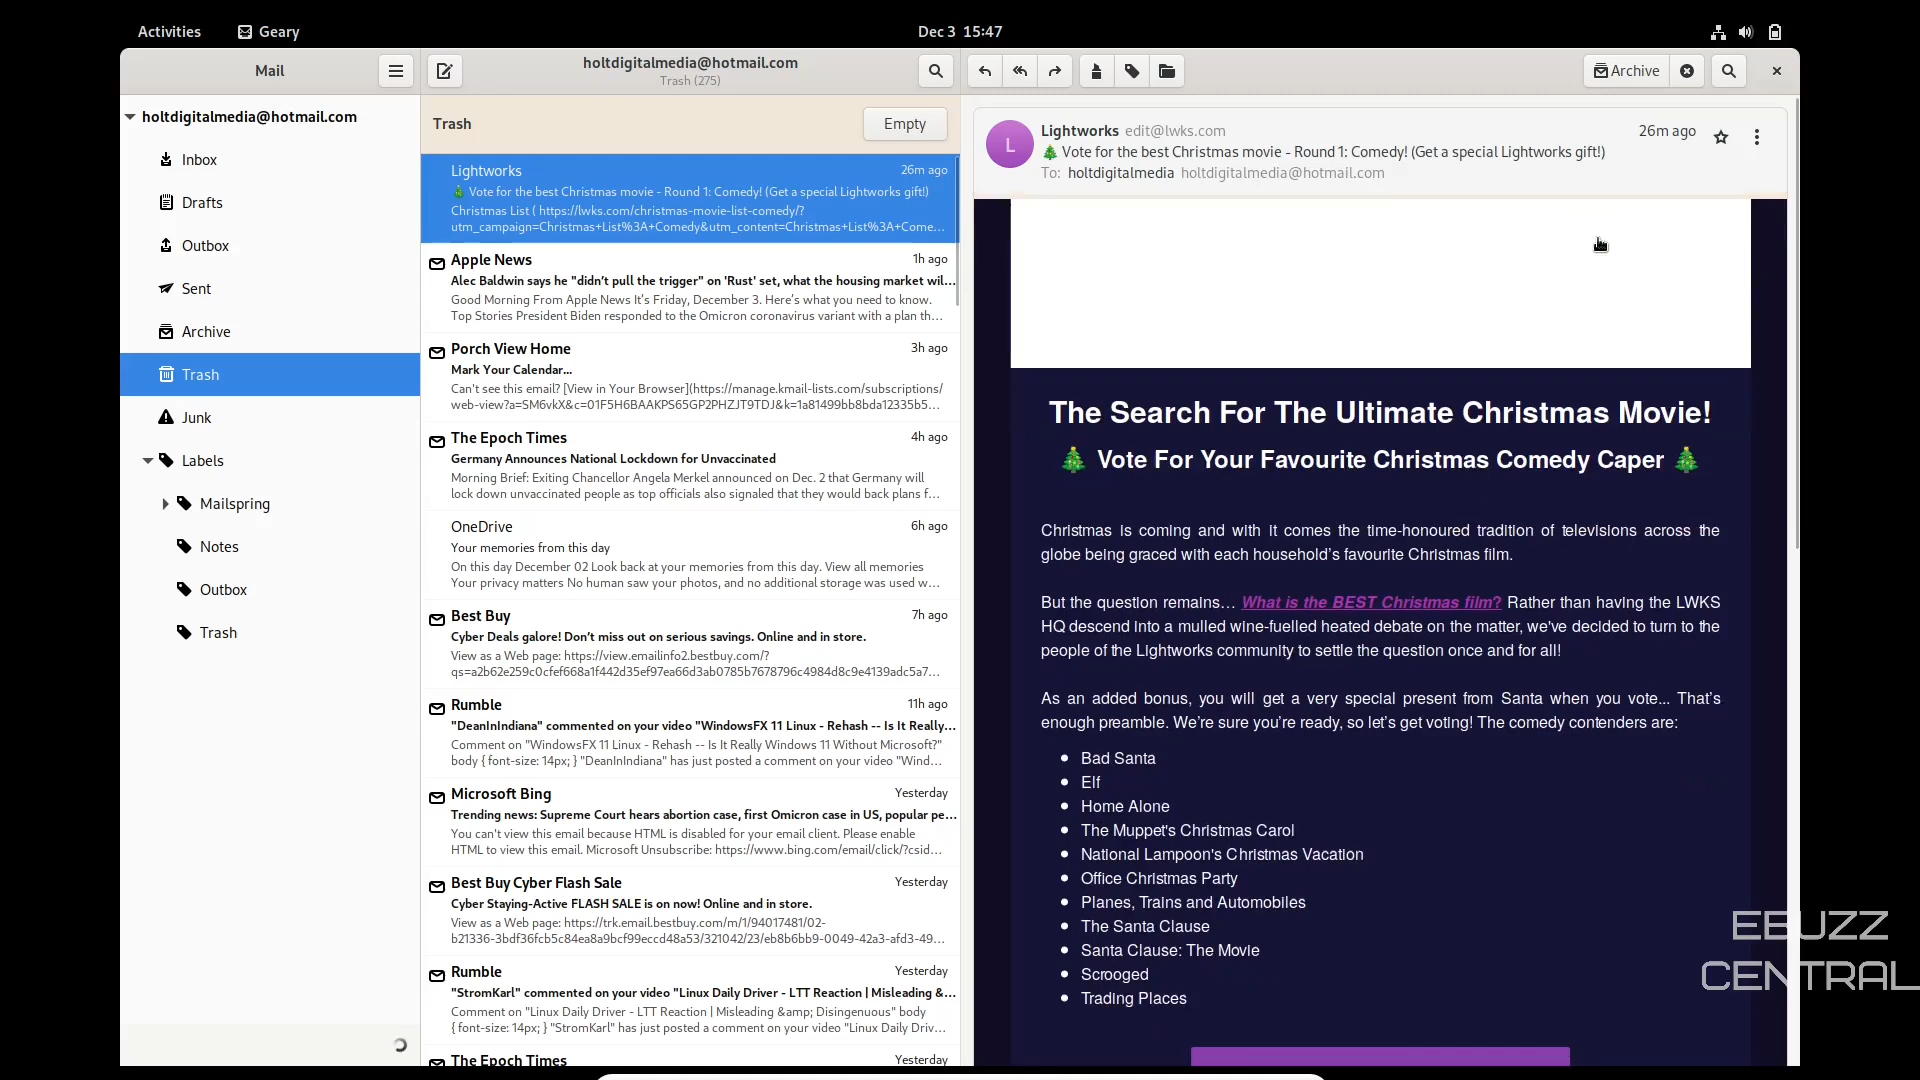 Activities
Geary
Dec 3 15:47
Mail
holtdigitalmedia@hotmail.com
Trash (275)
Archive
holtdigitalmedia@hotmail.com
Inbox
Drafts
Outbox
Sent
Archive
Trash
Junk
Labels
Mailspring
Notes
Outbox
Trash
Trash
Empty
Lightworks 26m ago
🎄 Vote for the best Christmas movie - Round 1: Comedy! (Get a special Lightworks gift!)
Christmas List ( https://lwks.com/christmas-movie-list-comedy/?
utm_campaign=Christmas+List%3A+Comedy&utm_content=Christmas+List%3A+Come...
Apple News 1h ago
Alec Baldwin says he "didn't pull the trigger" on 'Rust' set, what the housing market wil...
Good Morning From Apple News It's Friday, December 3. Here's what you need to know.
Top Stories President Biden responded to the Omicron coronavirus variant with a plan th...
Porch View Home 3h ago
Mark Your Calendar...
Can't see this email? [View in Your Browser](https://manage.kmail-lists.com/subscriptions/
web-view?a=SM6vkX&c=01F5H6BAAKPS65GP2PHZJT9TDJ&k=1a81499bb8bda12335b5...
The Epoch Times 4h ago
Germany Announces National Lockdown for Unvaccinated
Morning Brief: Exiting Chancellor Angela Merkel announced on Dec. 2 that Germany will
lock down unvaccinated people as top officials also signaled that they would back plans f...
OneDrive 6h ago
Your memories from this day
On this day December 02 Look back at your memories from this day. View all memories
Your privacy matters No human saw your photos, and no additional storage was used w...
Best Buy 7h ago
Cyber Deals galore! Don't miss out on serious savings. Online and in store.
View as a Web page: https://view.emailinfo2.bestbuy.com/?
qs=a2b62e259c0cfef668a1f442d35ef97ea66d3ab0785b7678796c4984d8c9e4139adc5a7...
Rumble 11h ago
"DeanInIndiana" commented on your video "WindowsFX 11 Linux - Rehash -- Is It Really...
Comment on "WindowsFX 11 Linux - Rehash -- Is It Really Windows 11 Without Microsoft?"
body { font-size: 14px; } "DeanInIndiana" has just posted a comment on your video "Wind...
Microsoft Bing Yesterday
Trending news: Supreme Court hears abortion case, first Omicron case in US, popular pe...
You can't view this email because HTML is disabled for your email client. Please enable
HTML to view this email. Microsoft Unsubscribe: https://www.bing.com/email/click/?csid...
Best Buy Cyber Flash Sale Yesterday
Cyber Staying-Active FLASH SALE is on now! Online and in store.
View as a Web page: https://trk.email.bestbuy.com/m/1/94017481/02-
b21336-3bdf36fcb5c84ea8a9bcf99eccd48a53/321042/23/eb8b6bb9-0049-42a3-afd3-49...
Rumble Yesterday
"StromKarl" commented on your video "Linux Daily Driver - LTT Reaction | Misleading &...
Comment on "Linux Daily Driver - LTT Reaction | Misleading &amp; Disingenuous" body
{ font-size: 14px; } "StromKarl" has just posted a comment on your video "Linux Daily Driv...
The Epoch Times Yesterday
L
Lightworks edit@lwks.com 26m ago
🎄 Vote for the best Christmas movie - Round 1: Comedy! (Get a special Lightworks gift!)
To: holtdigitalmedia holtdigitalmedia@hotmail.com
The Search For The Ultimate Christmas Movie!
🎄 Vote For Your Favourite Christmas Comedy Caper 🎄
Christmas is coming and with it comes the time-honoured tradition of televisions across the
globe being graced with each household's favourite Christmas film.
But the question remains… What is the BEST Christmas film? Rather than having the LWKS
HQ descend into a mulled wine-fuelled heated debate on the matter, we've decided to turn to the
people of the Lightworks community to settle the question once and for all!
As an added bonus, you will get a very special present from Santa when you vote... That's
enough preamble. We're sure you're ready, so let's get voting! The comedy contenders are:
Bad Santa
Elf
Home Alone
The Muppet's Christmas Carol
National Lampoon's Christmas Vacation
Office Christmas Party
Planes, Trains and Automobiles
The Santa Clause
Santa Clause: The Movie
Scrooged
Trading Places
EBUZZ
CENTRAL